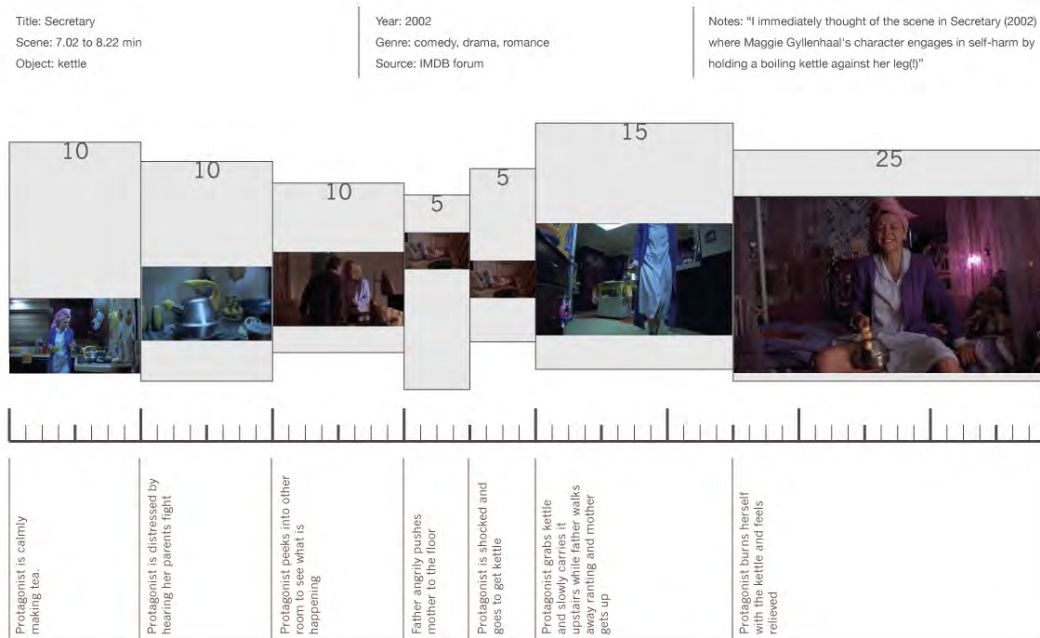 Title: Secretary
Scene: 7.02 to 8.22 min
Object: kettle
Year: 2002
Genre: comedy, drama, romance
Source: IMDB forum
Notes: “I immediately thought of the scene in Secretary (2002)
where Maggie Gyllenhaal's character engages in self-harm by
holding a boiling kettle against her leg(!)”
10
10
10
5
5
15
25
Protagonist is calmly
making tea.
Protagonist is distressed by
hearing her parents fight
Protagonist peeks into other
room to see what is
happening
Father angrily pushes
mother to the floor
Protagonist is shocked and
goes to get kettle
Protagonist grabs kettle
and slowly carries it
upstairs while father walks
away ranting and mother
gets up
Protagonist burns herself
with the kettle and feels
relieved